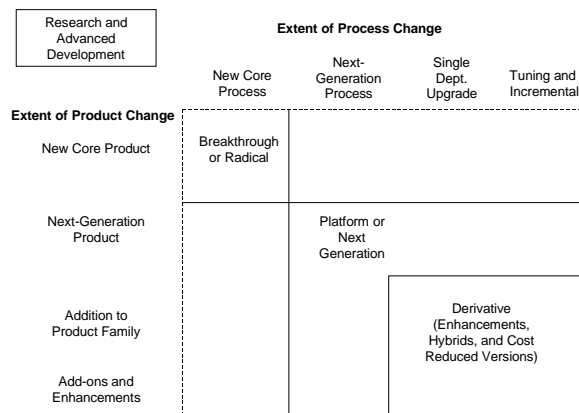 Research and
Advanced
Development
Extent of Process Change
New Core
Process
Next-
Generation
Process
Single
Dept.
Upgrade
Tuning and
Incremental
Extent of Product Change
New Core Product
Breakthrough
or Radical
Next-Generation
Product
Platform or
Next
Generation
Addition to
Product Family
Derivative
(Enhancements,
Hybrids, and Cost
Reduced Versions)
Add-ons and
Enhancements